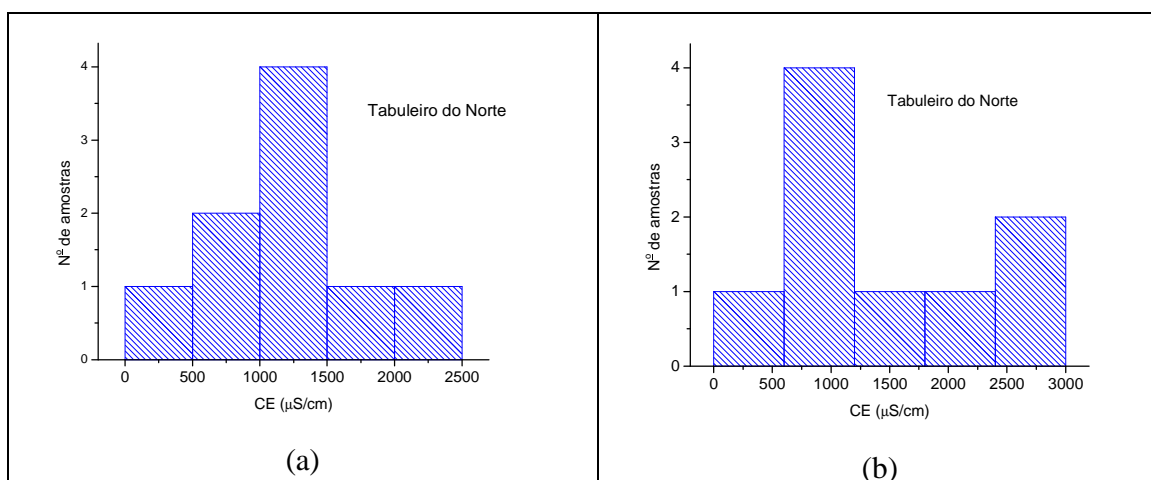 4
3
2
1
0
Nº de amostras
Tabuleiro do Norte
0 500 1000 1500 2000 2500
CE (μS/cm)
(a)
4
3
2
1
0
Nº de amostras
Tabuleiro do Norte
0 500 1000 1500 2000 2500 3000
CE (μS/cm)
(b)